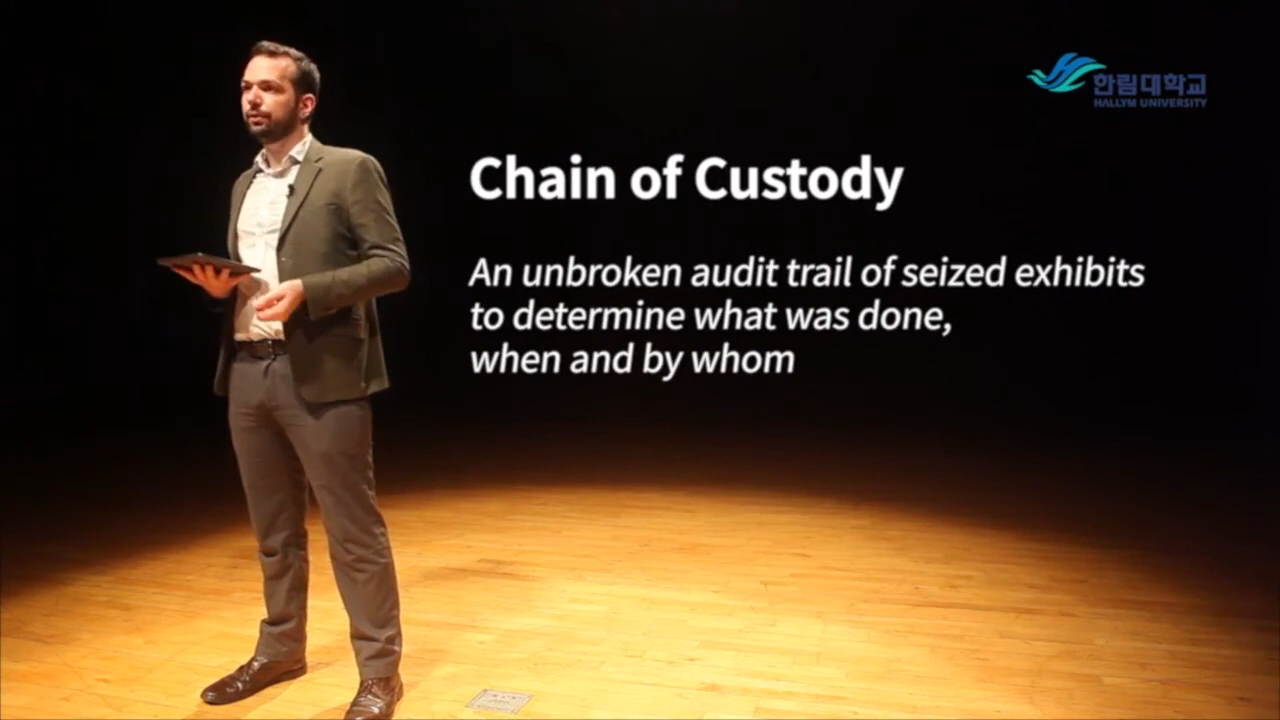 한림대학교
HALLYM UNIVERSITY
Chain of Custody
An unbroken audit trail of seized exhibits
to determine what was done,
when and by whom